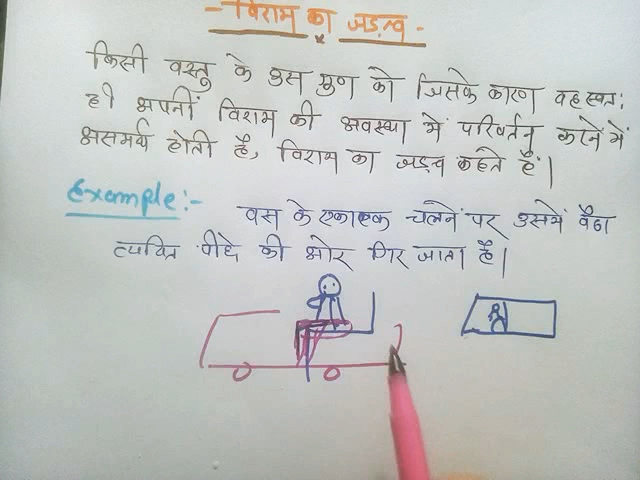 - विराम का जड़त्व -
किसी वस्तु के उस गुण को जिसके कारण वह स्वतः
ही अपनीं विराम की अवस्था में परिवर्तन करने में
असमर्थ होती है, विराम का जड़त्व कहते हैं।
Example:- बस के एकाएक चलने पर उसमें बैठा
व्यक्ति पीछे की ओर गिर जाता है।